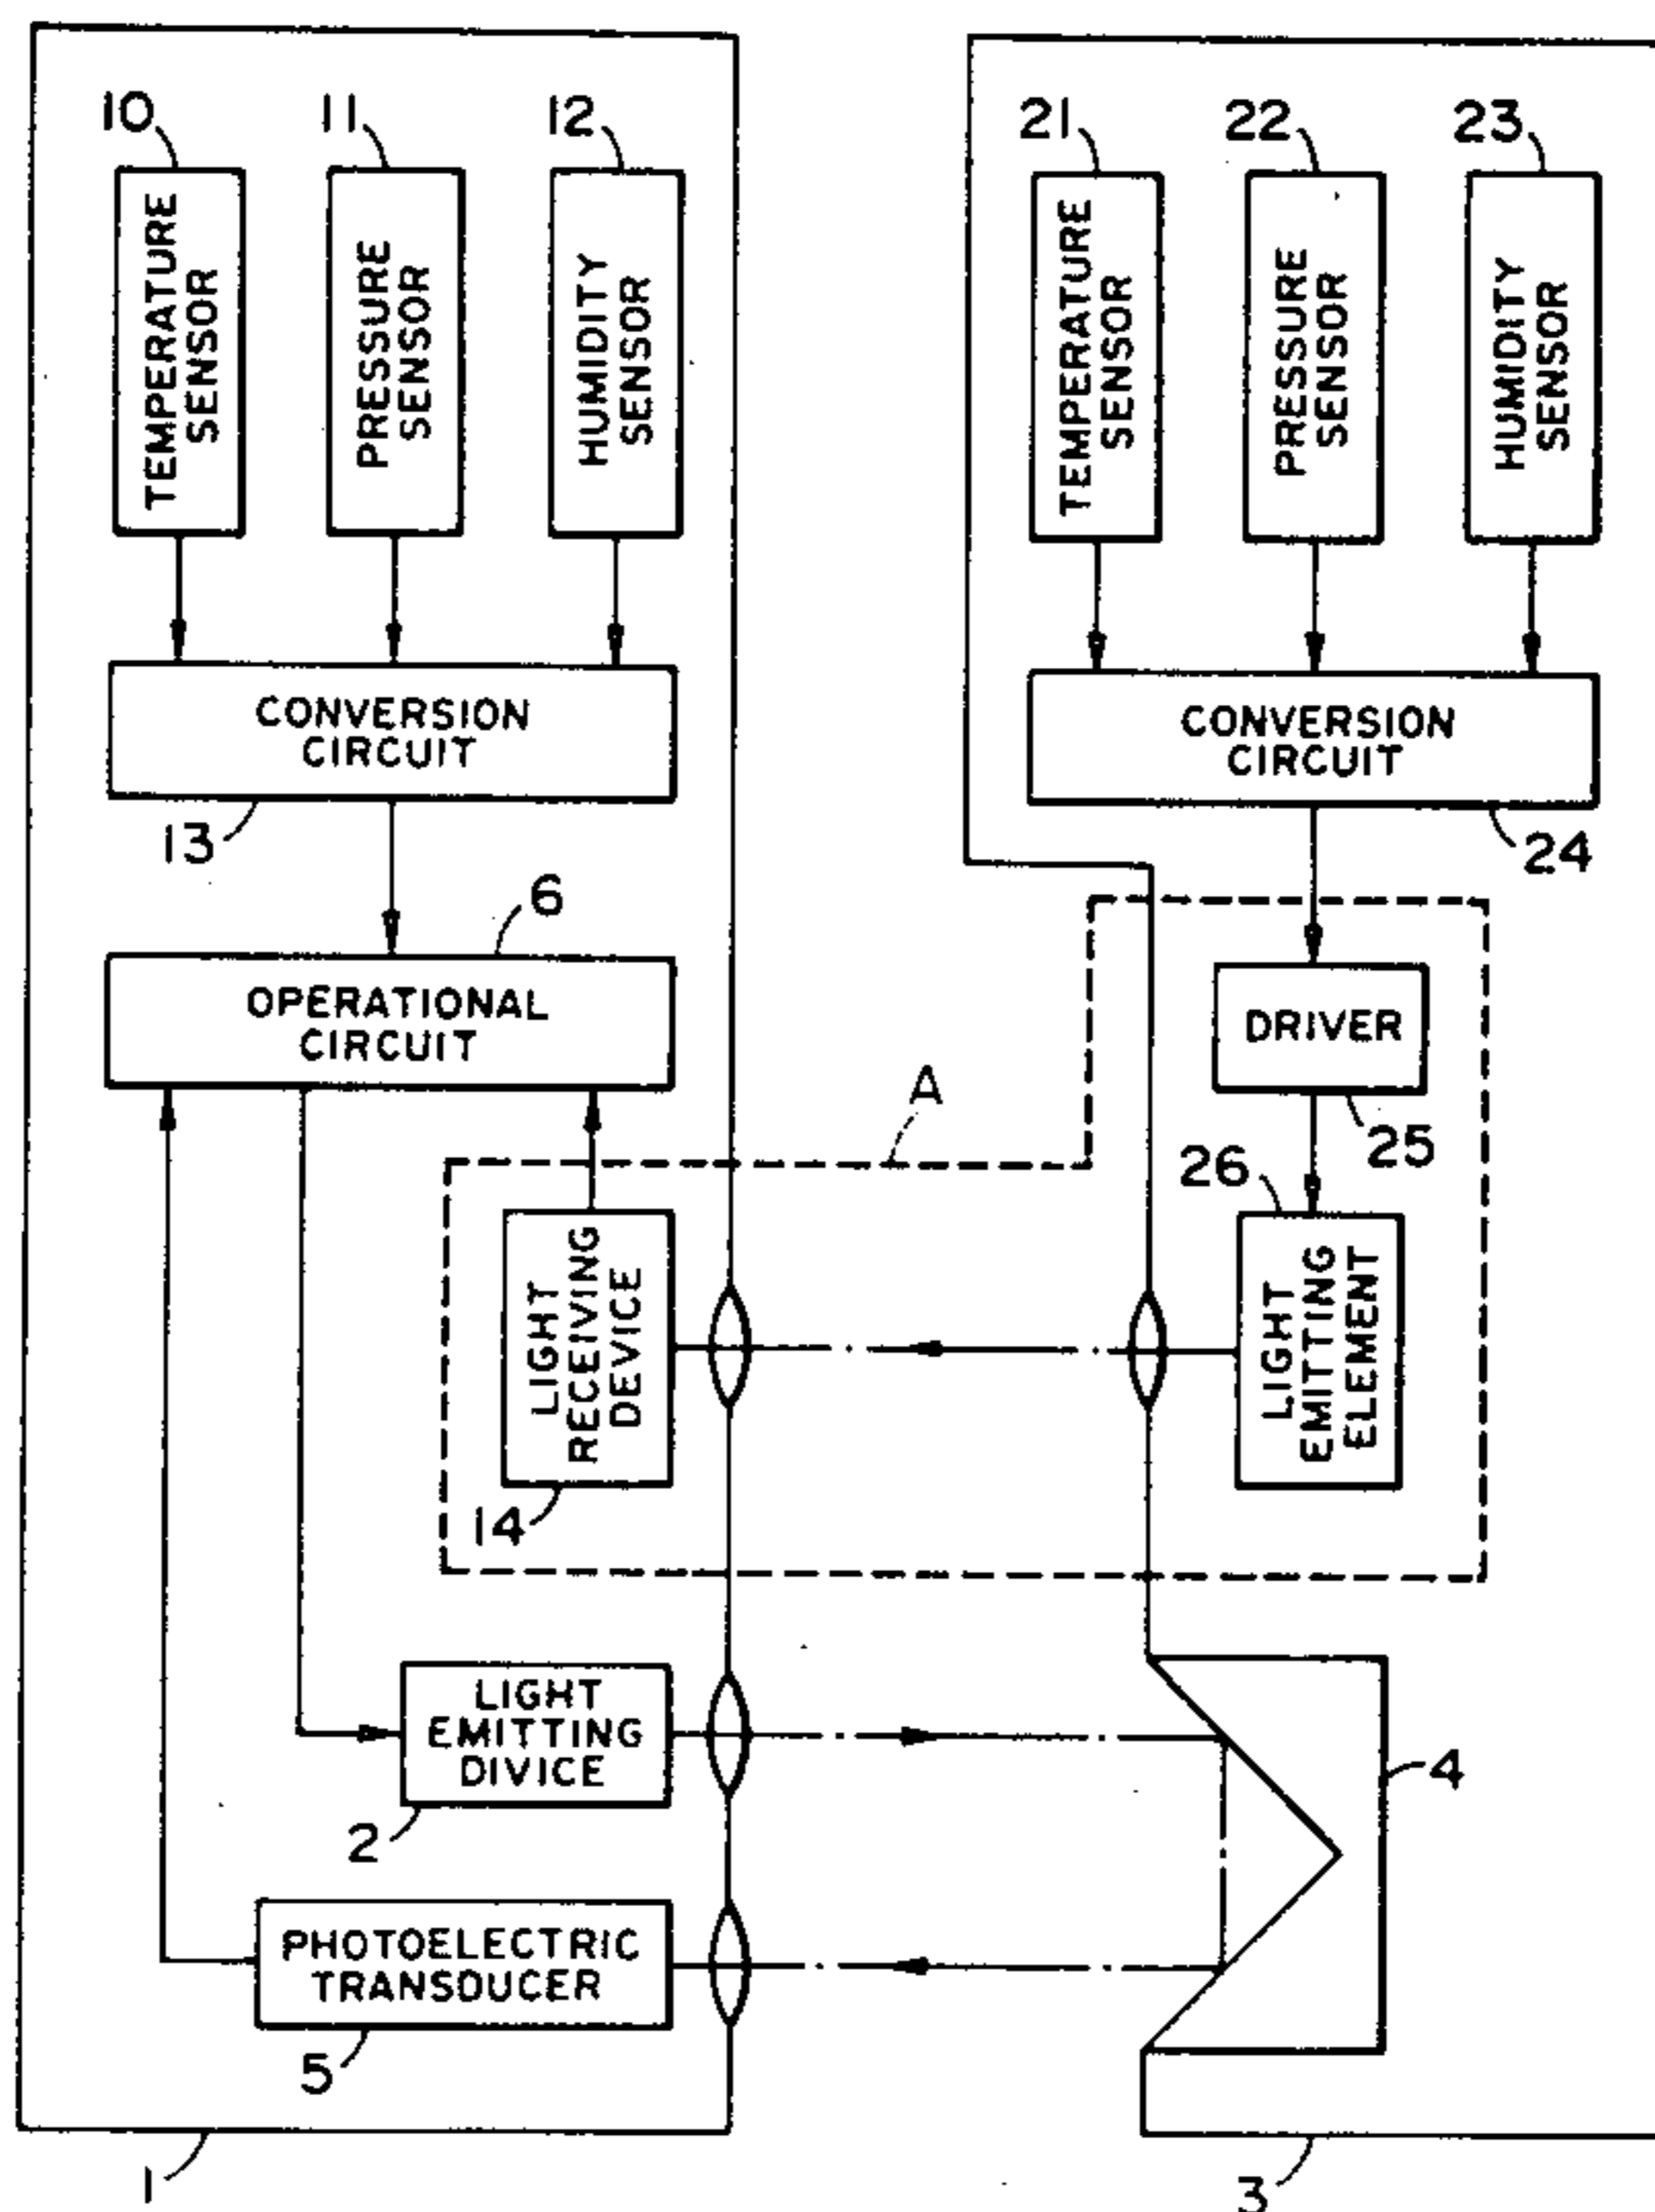 10
11
12
21
22
23
TEMPERATURE
SENSOR
PRESSURE
SENSOR
HUMIDITY
SENSOR
TEMPERATURE
SENSOR
PRESSURE
SENSOR
HUMIDITY
SENSOR
CONVERSION
CIRCUIT
13
CONVERSION
CIRCUIT
24
6
OPERATIONAL
CIRCUIT
DRIVER
25
A
26
LIGHT
RECEIVING
DEVICE
14
LIGHT
EMITTING
ELEMENT
LIGHT
EMITTING
DIVICE
2
4
PHOTOELECTRIC
TRANSDUCER
5
1
3